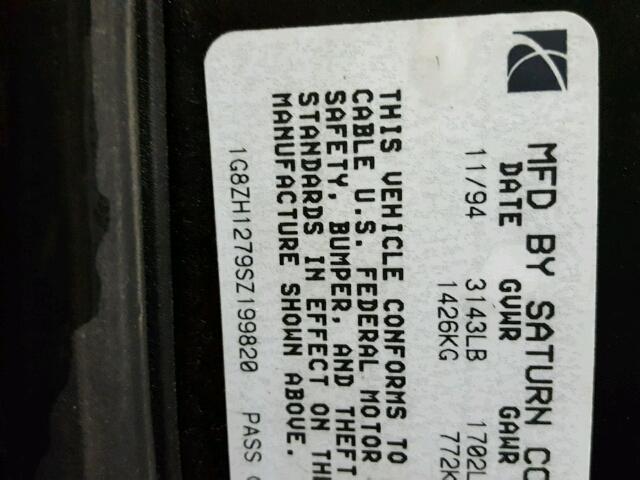 MFD BY SATURN CO
DATE GVWR GAWR
11/94 3143LB 1702L
1426KG 772K
THIS VEHICLE CONFORMS TO
CABLE U.S. FEDERAL MOTOR
SAFETY, BUMPER, AND THEFT
STANDARDS IN EFFECT ON THE
MANUFACTURE SHOWN ABOVE.
1G8ZH1279SZ199820 PASS C